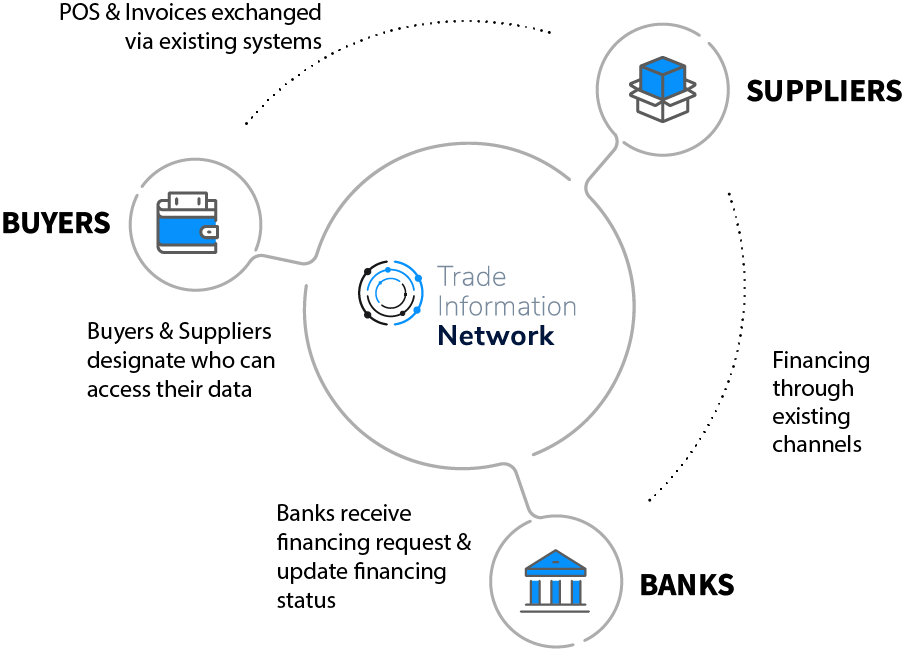 POS & Invoices exchanged
via existing systems
SUPPLIERS
BUYERS
Trade
Information
Network
Buyers & Suppliers
designate who can
access their data
Financing
through
existing
channels
Banks receive
financing request &
update financing
status
BANKS